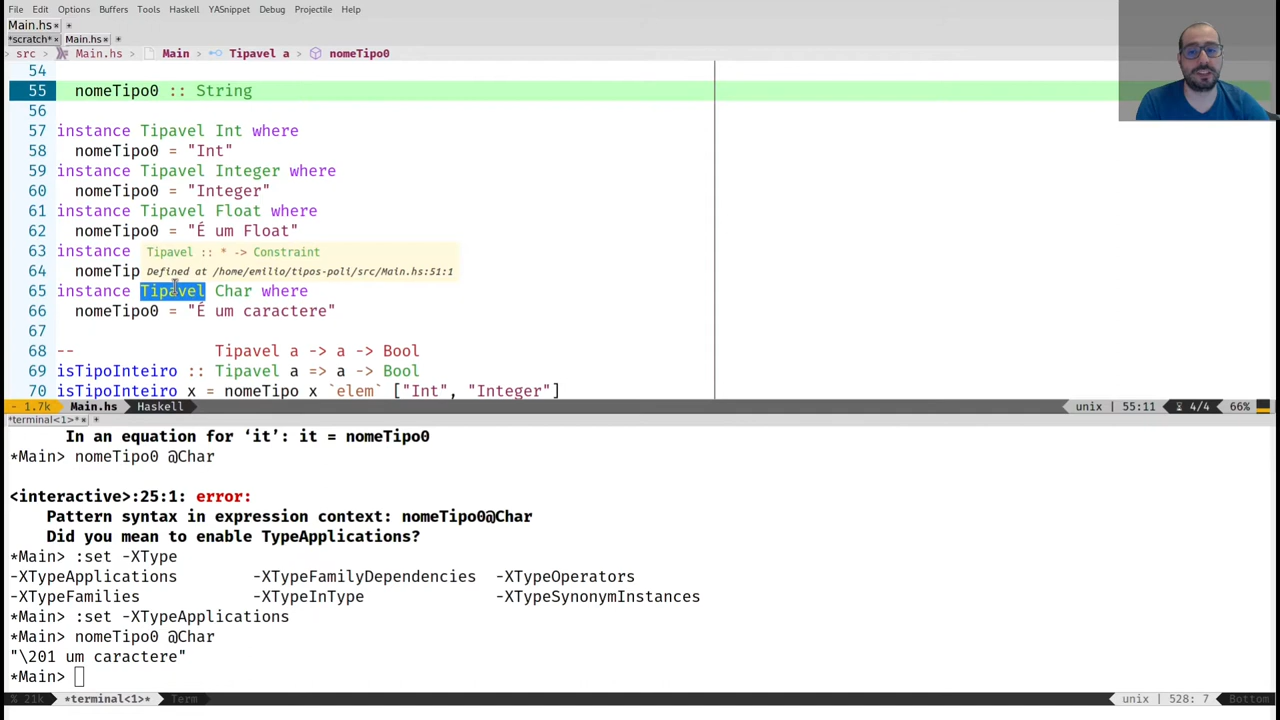 File Edit Options Buffers Tools Haskell YASnippet Debug Projectile Help
Main.hs
*scratch* Main.hs
src Main.hs Main Tipavel a nomeTipo0
54
55 nomeTipo0 :: String
56
57 instance Tipavel Int where
58 nomeTipo0 = "Int"
59 instance Tipavel Integer where
60 nomeTipo0 = "Integer"
61 instance Tipavel Float where
62 nomeTipo0 = "É um Float"
63 instance
Tipavel :: * -> Constraint
64 nomeTip
Defined at /home/emilio/tipos-poli/src/Main.hs:51:1
65 instance Tipavel Char where
66 nomeTipo0 = "É um caractere"
67
68 -- Tipavel a -> a -> Bool
69 isTipoInteiro :: Tipavel a => a -> Bool
70 isTipoInteiro x = nomeTipo x `elem` ["Int", "Integer"]
- 1.7k Main.hs Haskell unix | 55:11 4/4 66%
*terminal<1>*
In an equation for ‘it’: it = nomeTipo0
*Main> nomeTipo0 @Char
<interactive>:25:1: error:
Pattern syntax in expression context: nomeTipo0@Char
Did you mean to enable TypeApplications?
*Main> :set -XType
-XTypeApplications -XTypeFamilyDependencies -XTypeOperators
-XTypeFamilies -XTypeInType -XTypeSynonymInstances
*Main> :set -XTypeApplications
*Main> nomeTipo0 @Char
"\201 um caractere"
*Main>
% 21k *terminal<1>* Term unix | 528: 7 Bottom